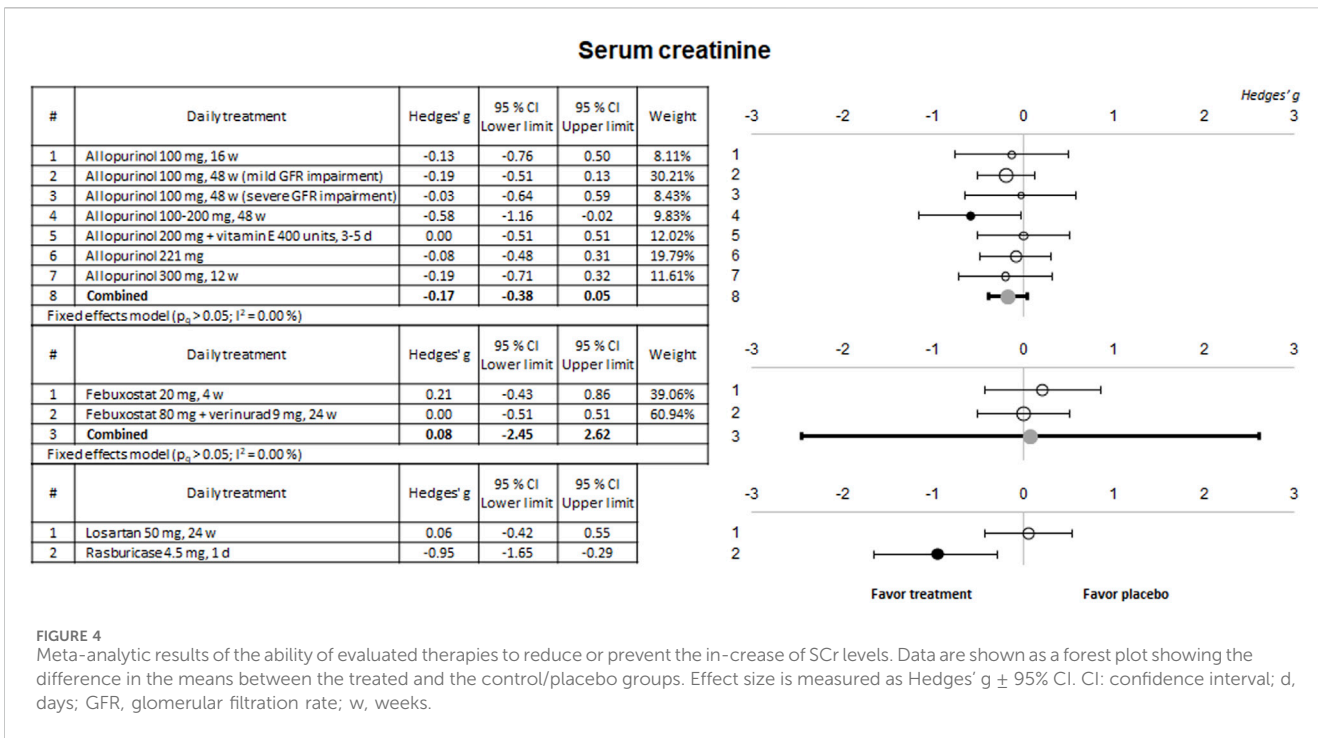 Serum creatinine
# Daily treatment Hedges' g 95 % CI Lower limit 95 % CI Upper limit Weight
1 Allopurinol 100 mg, 16 w -0.13 -0.76 0.50 8.11%
2 Allopurinol 100 mg, 48 w (mild GFR impairment) -0.19 -0.51 0.13 30.21%
3 Allopurinol 100 mg, 48 w (severe GFR impairment) -0.03 -0.64 0.59 8.43%
4 Allopurinol 100-200 mg, 48 w -0.58 -1.16 -0.02 9.83%
5 Allopurinol 200 mg + vitamin E 400 units, 3-5 d 0.00 -0.51 0.51 12.02%
6 Allopurinol 221 mg -0.08 -0.48 0.31 19.79%
7 Allopurinol 300 mg, 12 w -0.19 -0.71 0.32 11.61%
8 Combined -0.17 -0.38 0.05
Fixed effects model (pq > 0.05; I² = 0.00 %)
Hedges' g
-3 -2 -1 0 1 2 3
1
2
3
4
5
6
7
8
# Daily treatment Hedges' g 95 % CI Lower limit 95 % CI Upper limit Weight
1 Febuxostat 20 mg, 4 w 0.21 -0.43 0.86 39.06%
2 Febuxostat 80 mg + verinurad 9 mg, 24 w 0.00 -0.51 0.51 60.94%
3 Combined 0.08 -2.45 2.62
Fixed effects model (pq > 0.05; I² = 0.00 %)
-3 -2 -1 0 1 2 3
1
2
3
# Daily treatment Hedges' g 95 % CI Lower limit 95 % CI Upper limit
1 Losartan 50 mg, 24 w 0.06 -0.42 0.55
2 Rasburicase 4.5 mg, 1 d -0.95 -1.65 -0.29
-3 -2 -1 0 1 2 3
1
2
Favor treatment Favor placebo
FIGURE 4
Meta-analytic results of the ability of evaluated therapies to reduce or prevent the in-crease of SCr levels. Data are shown as a forest plot showing the
difference in the means between the treated and the control/placebo groups. Effect size is measured as Hedges' g ± 95% CI. CI: confidence interval; d,
days; GFR, glomerular filtration rate; w, weeks.